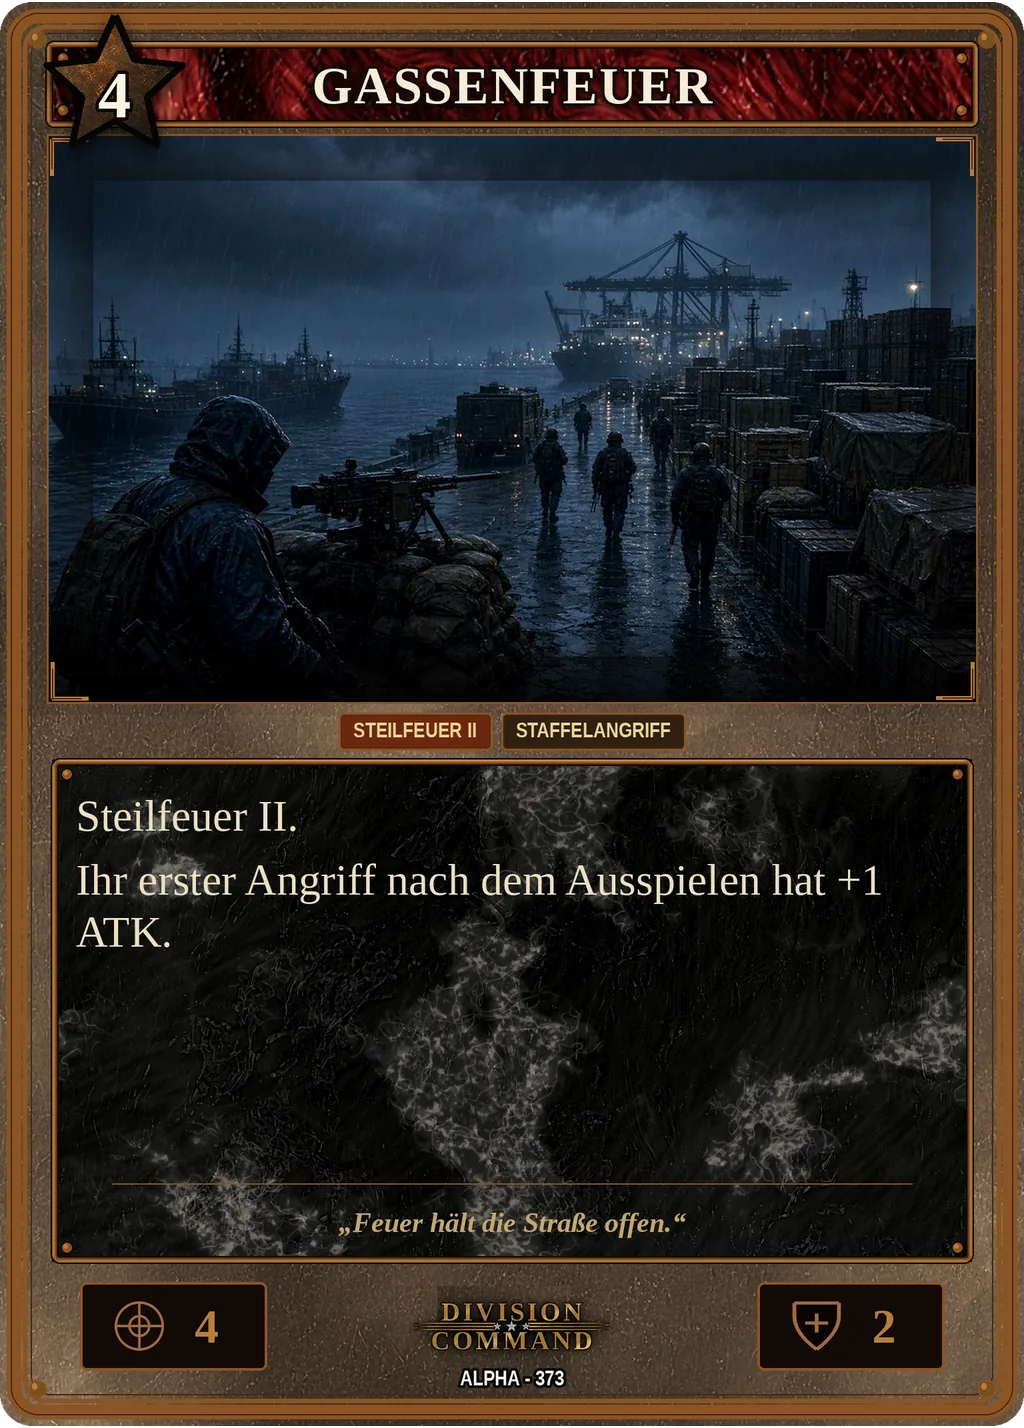 4
GASSENFEUER
STEILFEUER II
STAFFELANGRIFF
Steilfeuer II.
Ihr erster Angriff nach dem Ausspielen hat +1
ATK.
„Feuer hält die Straße offen.“
4
DIVISION
COMMAND
2
ALPHA - 373